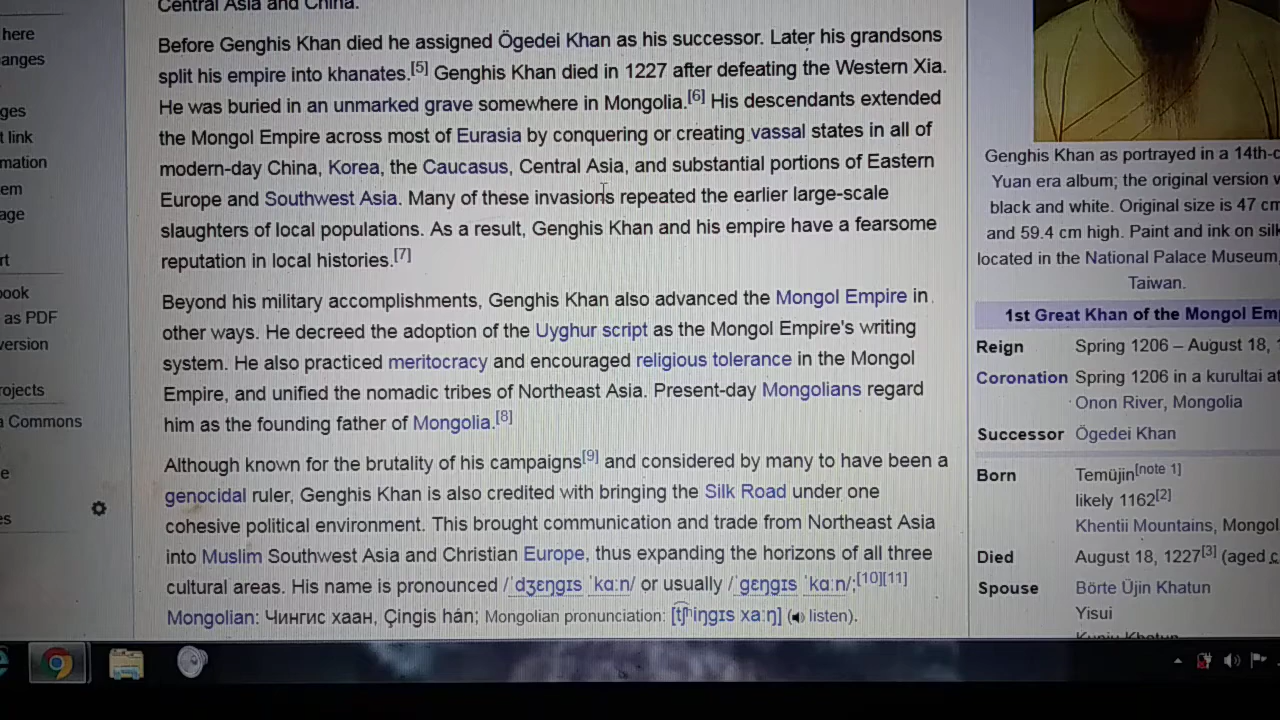 Central Asia and China.
here
anges
ges
t link
mation
em
age
rt
ook
as PDF
version
rojects
a Commons
e
es
Before Genghis Khan died he assigned Ögedei Khan as his successor. Later his grandsons
split his empire into khanates.[5] Genghis Khan died in 1227 after defeating the Western Xia.
He was buried in an unmarked grave somewhere in Mongolia.[6] His descendants extended
the Mongol Empire across most of Eurasia by conquering or creating vassal states in all of
modern-day China, Korea, the Caucasus, Central Asia, and substantial portions of Eastern
Europe and Southwest Asia. Many of these invasions repeated the earlier large-scale
slaughters of local populations. As a result, Genghis Khan and his empire have a fearsome
reputation in local histories.[7]
Beyond his military accomplishments, Genghis Khan also advanced the Mongol Empire in
other ways. He decreed the adoption of the Uyghur script as the Mongol Empire's writing
system. He also practiced meritocracy and encouraged religious tolerance in the Mongol
Empire, and unified the nomadic tribes of Northeast Asia. Present-day Mongolians regard
him as the founding father of Mongolia.[8]
Although known for the brutality of his campaigns[9] and considered by many to have been a
genocidal ruler, Genghis Khan is also credited with bringing the Silk Road under one
cohesive political environment. This brought communication and trade from Northeast Asia
into Muslim Southwest Asia and Christian Europe, thus expanding the horizons of all three
cultural areas. His name is pronounced /ˈdʒɛŋɡɪs ˈkɑːn/ or usually /ˈɡɛŋɡɪs ˈkɑːn/;[10][11]
Mongolian: Чингис хаан, Çingis hán; Mongolian pronunciation: [t͡ʃʰiŋɡɪs xaːŋ] (listen).
Genghis Khan as portrayed in a 14th-c
Yuan era album; the original version w
black and white. Original size is 47 cm
and 59.4 cm high. Paint and ink on silk
located in the National Palace Museum,
Taiwan.
1st Great Khan of the Mongol Emp
Reign Spring 1206 – August 18, 1
Coronation Spring 1206 in a kurultai at
Onon River, Mongolia
Successor Ögedei Khan
Born Temüjin[note 1]
likely 1162[2]
Khentii Mountains, Mongol
Died August 18, 1227[3] (aged c
Spouse Börte Üjin Khatun
Yisui
Kunju Khatun